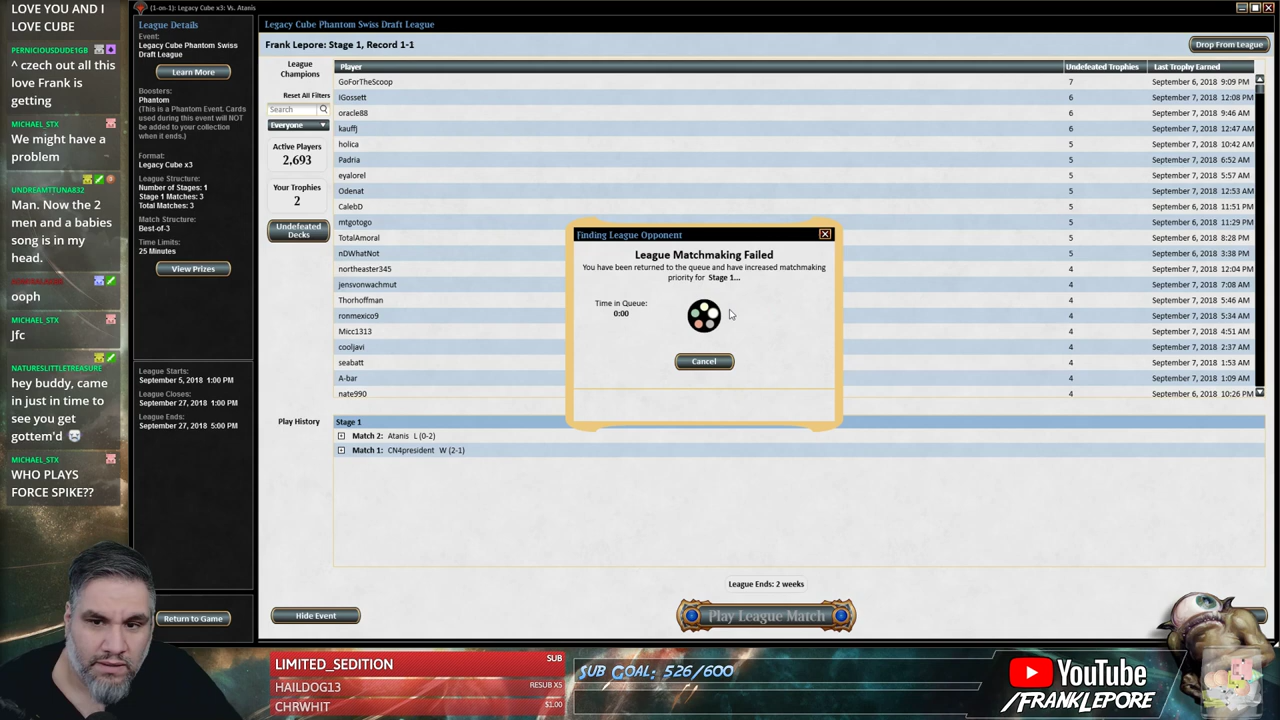 LOVE YOU AND I
LOVE CUBE
PERNICIOUSDUDE1GB
^ czech out all this
love Frank is
getting
MICHAEL_STX
We might have a
problem
UNDREAMTTUNA832
Man. Now the 2
men and a babies
song is in my
head.
ooph
MICHAEL_STX
Jfc
NATURESLITTLETREASURE
hey buddy, came
in just in time to
see you get
gottem'd
MICHAEL_STX
WHO PLAYS
FORCE SPIKE??
(1-on-1): Legacy Cube x3: Vs. Atanis
League Details
Event:
Legacy Cube Phantom Swiss
Draft League
Learn More
Boosters:
Phantom
(This is a Phantom Event. Cards
used during this event will NOT
be added to your collection
when it ends.)
Format:
Legacy Cube x3
League Structure:
Number of Stages: 1
Stage 1 Matches: 3
Total Matches: 3
Match Structure:
Best-of-3
Time Limits:
25 Minutes
View Prizes
League Starts:
September 5, 2018 1:00 PM
League Closes:
September 27, 2018 1:00 PM
League Ends:
September 27, 2018 5:00 PM
Return to Game
Legacy Cube Phantom Swiss Draft League
Frank Lepore: Stage 1, Record 1-1
Drop From League
League
Champions
Reset All Filters
Search
Everyone
Active Players
2,693
Your Trophies
2
Undefeated
Decks
Player Undefeated Trophies Last Trophy Earned
GoForTheScoop 7 September 6, 2018 9:09 PM
IGossett 6 September 7, 2018 12:08 PM
oracle88 6 September 7, 2018 9:46 AM
kauffj 6 September 7, 2018 12:47 AM
holica 5 September 7, 2018 10:42 AM
Padria 5 September 7, 2018 6:52 AM
eyalorel 5 September 7, 2018 5:57 AM
Odenat 5 September 7, 2018 12:53 AM
CalebD 5 September 6, 2018 11:51 PM
mtgotogo 5 September 6, 2018 11:29 PM
TotalAmoral 5 September 6, 2018 8:28 PM
nDWhatNot 5 September 6, 2018 3:38 PM
northeaster345 4 September 7, 2018 12:04 PM
jensvonwachmut 4 September 7, 2018 7:08 AM
Thorhoffman 4 September 7, 2018 5:46 AM
ronmexico9 4 September 7, 2018 5:34 AM
Micc1313 4 September 7, 2018 4:51 AM
cooljavi 4 September 7, 2018 2:37 AM
seabatt 4 September 7, 2018 1:53 AM
A-bar 4 September 7, 2018 1:09 AM
nate990 4 September 6, 2018 10:26 PM
Finding League Opponent
League Matchmaking Failed
You have been returned to the queue and have increased matchmaking
priority for Stage 1...
Time in Queue:
0:00
Cancel
Play History
Stage 1
Match 2: Atanis L (0-2)
Match 1: CN4president W (2-1)
League Ends: 2 weeks
Hide Event
Play League Match
LIMITED_SEDITION SUB
HAILDOG13 RESUB X5
CHRWHIT $1.00
SUB GOAL: 526/600
YouTube
/FRANKLEPORE